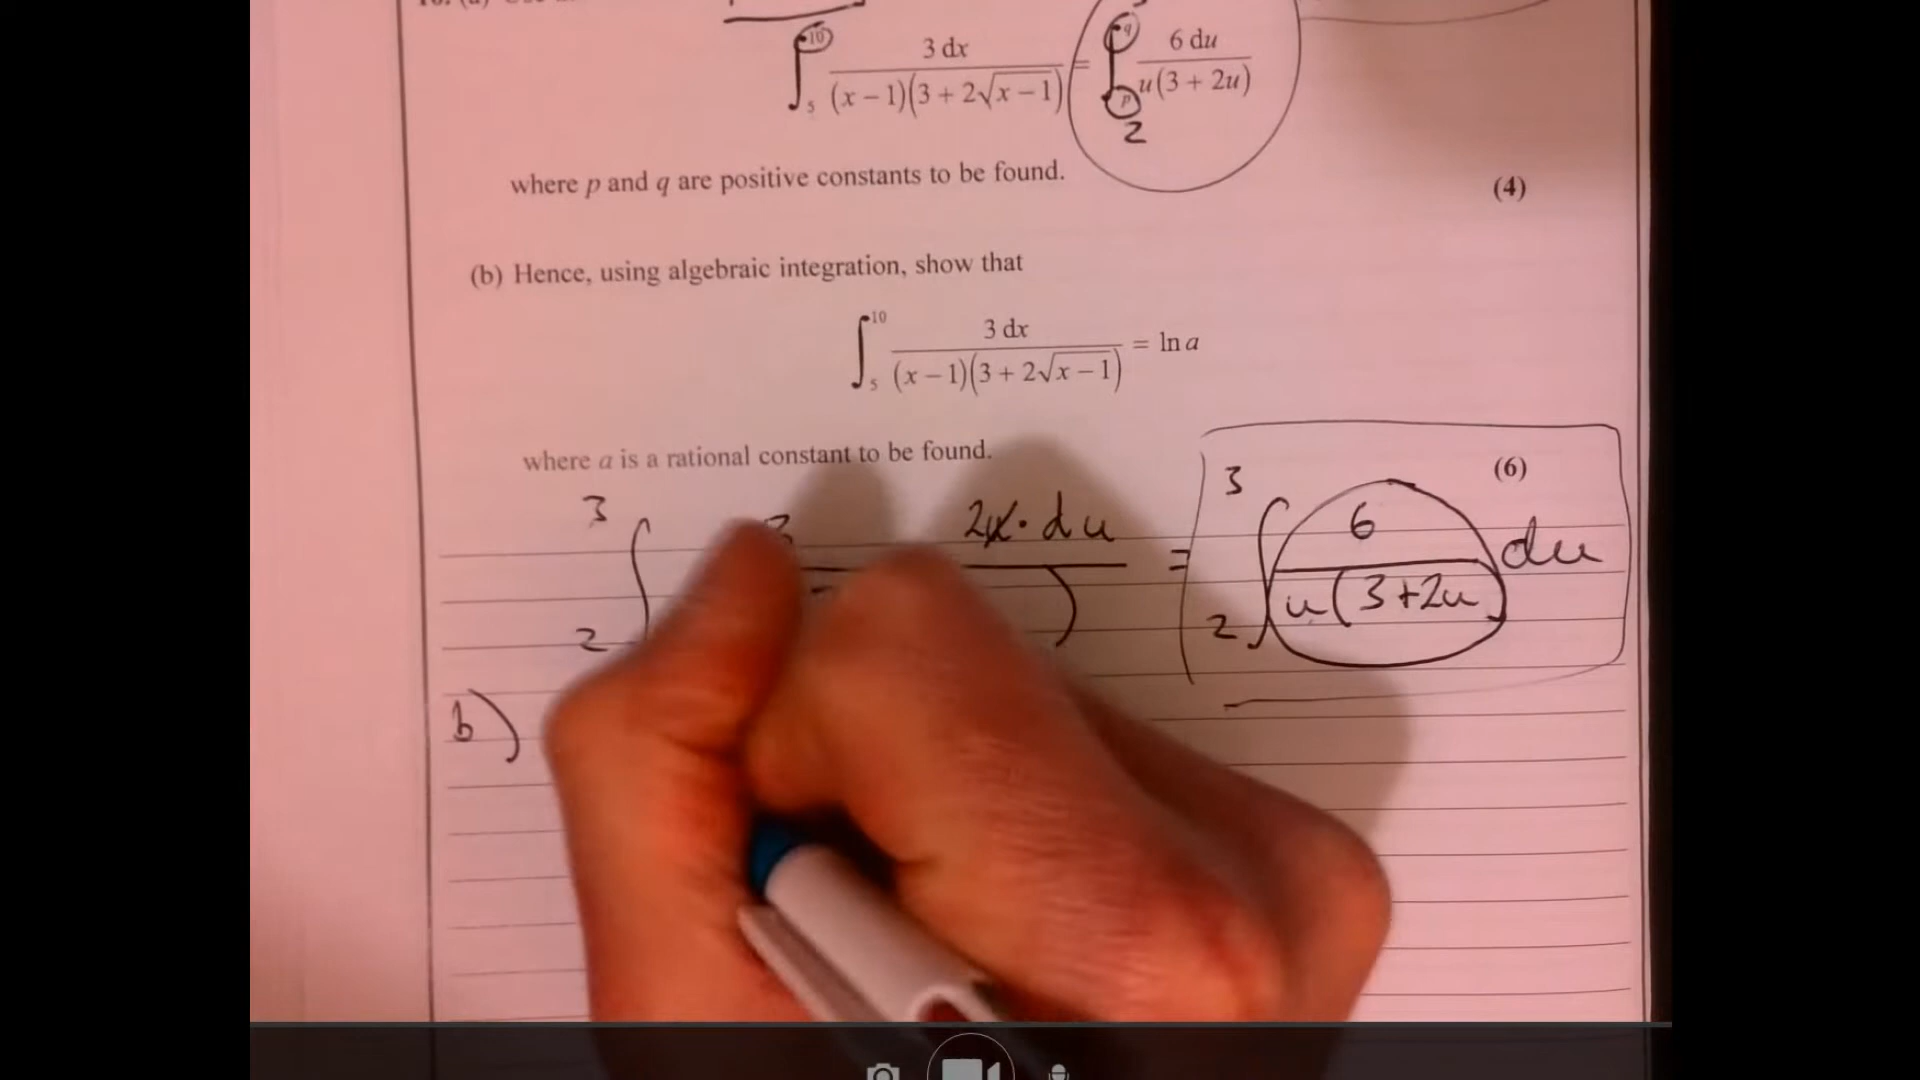 ∫₅¹⁰ 3 dx / (x – 1)(3 + 2√x – 1) = ∫ₚ^q 6 du / u(3 + 2u)
2
where p and q are positive constants to be found.
(4)
(b) Hence, using algebraic integration, show that
∫₅¹⁰ 3 dx / (x – 1)(3 + 2√x – 1) = ln a
where a is a rational constant to be found.
(6)
3 ∫ 2u · du ) = 3 ∫ 6 / u(3+2u) du
2 2
b)